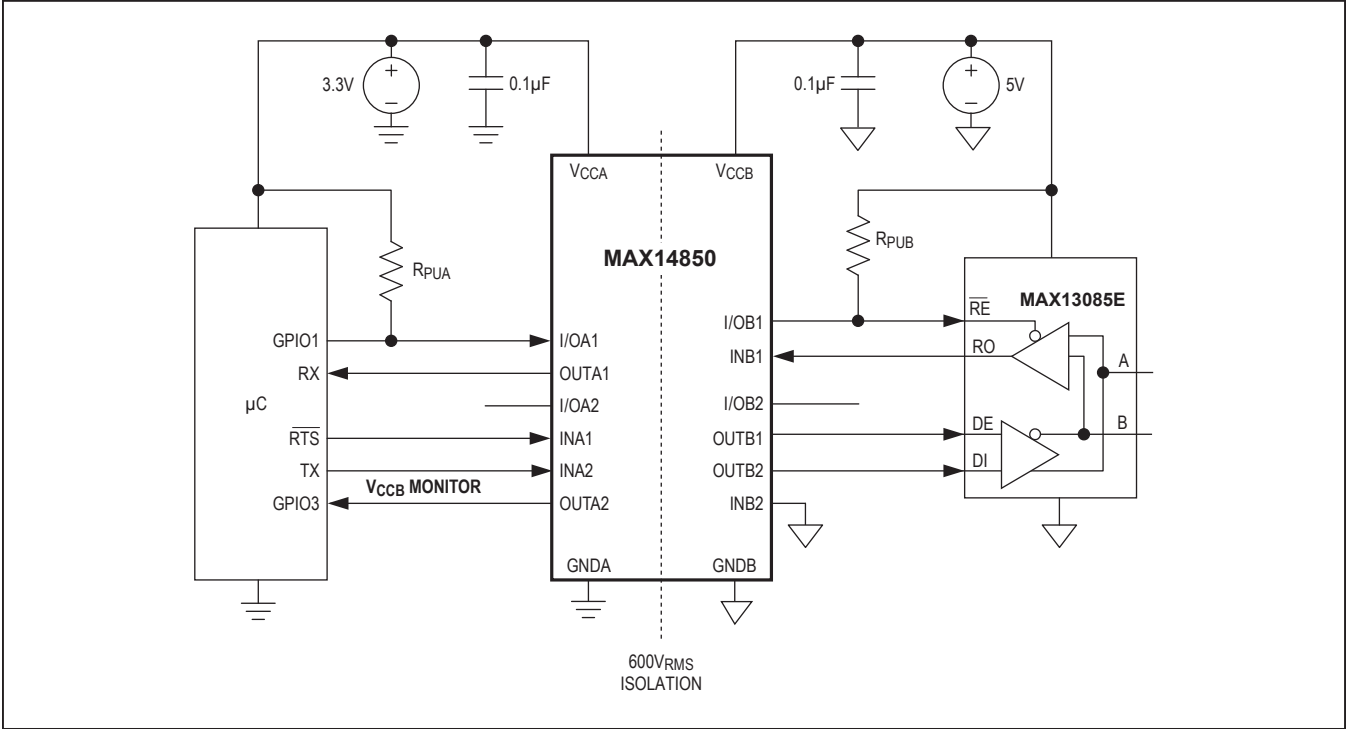 3.3V
+
−
0.1µF
0.1µF
+
−
5V
VCCA
VCCB
RPUA
MAX14850
RPUB
MAX13085E
µC
GPIO1
RX
R̅T̅S̅
TX
GPIO3
VCCB MONITOR
I/OA1
OUTA1
I/OA2
INA1
INA2
OUTA2
GNDA
I/OB1
INB1
I/OB2
OUTB1
OUTB2
INB2
GNDB
R̅E̅
RO
DE
DI
A
B
600VRMS
ISOLATION